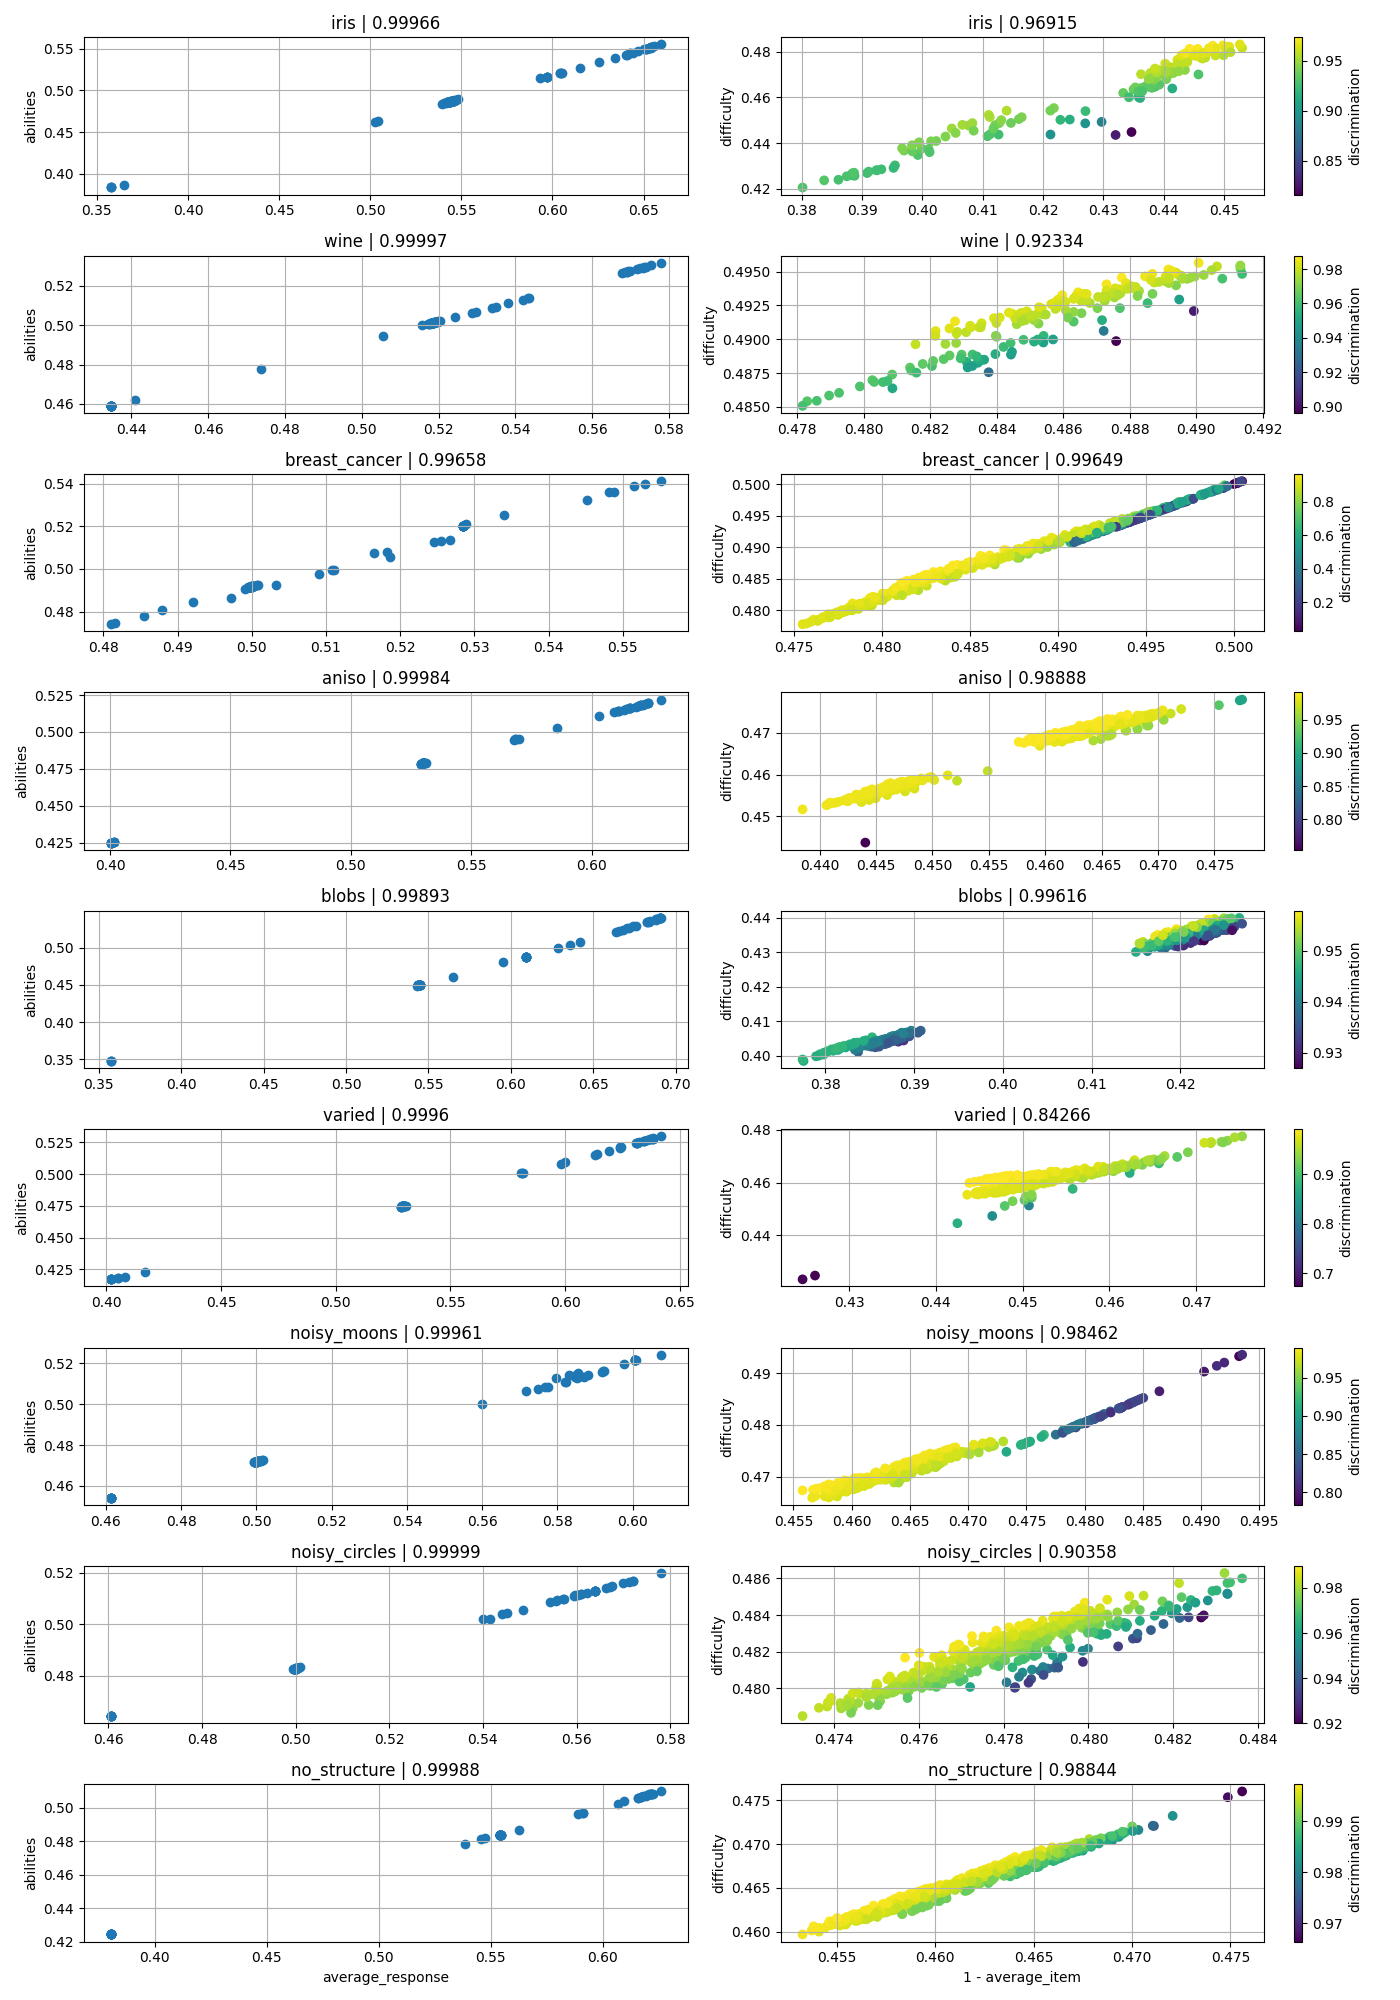 iris | 0.99966
abilities
0.55
0.50
0.45
0.40
0.35 0.40 0.45 0.50 0.55 0.60 0.65
iris | 0.96915
difficulty
0.48
0.46
0.44
0.42
0.38 0.39 0.40 0.41 0.42 0.43 0.44 0.45
0.95
0.90
0.85
discrimination
wine | 0.99997
abilities
0.52
0.50
0.48
0.46
0.44 0.46 0.48 0.50 0.52 0.54 0.56 0.58
wine | 0.92334
difficulty
0.4950
0.4925
0.4900
0.4875
0.4850
0.478 0.480 0.482 0.484 0.486 0.488 0.490 0.492
0.98
0.96
0.94
0.92
0.90
discrimination
breast_cancer | 0.99658
abilities
0.54
0.52
0.50
0.48
0.48 0.49 0.50 0.51 0.52 0.53 0.54 0.55
breast_cancer | 0.99649
difficulty
0.500
0.495
0.490
0.485
0.480
0.475 0.480 0.485 0.490 0.495 0.500
0.8
0.6
0.4
0.2
discrimination
aniso | 0.99984
abilities
0.525
0.500
0.475
0.450
0.425
0.40 0.45 0.50 0.55 0.60
aniso | 0.98888
difficulty
0.47
0.46
0.45
0.440 0.445 0.450 0.455 0.460 0.465 0.470 0.475
0.95
0.90
0.85
0.80
discrimination
blobs | 0.99893
abilities
0.50
0.45
0.40
0.35
0.35 0.40 0.45 0.50 0.55 0.60 0.65 0.70
blobs | 0.99616
difficulty
0.44
0.43
0.42
0.41
0.40
0.38 0.39 0.40 0.41 0.42
0.95
0.94
0.93
discrimination
varied | 0.9996
abilities
0.525
0.500
0.475
0.450
0.425
0.40 0.45 0.50 0.55 0.60 0.65
varied | 0.84266
difficulty
0.48
0.46
0.44
0.43 0.44 0.45 0.46 0.47
0.9
0.8
0.7
discrimination
noisy_moons | 0.99961
abilities
0.52
0.50
0.48
0.46
0.46 0.48 0.50 0.52 0.54 0.56 0.58 0.60
noisy_moons | 0.98462
difficulty
0.49
0.48
0.47
0.455 0.460 0.465 0.470 0.475 0.480 0.485 0.490 0.495
0.95
0.90
0.85
0.80
discrimination
noisy_circles | 0.99999
abilities
0.52
0.50
0.48
0.46 0.48 0.50 0.52 0.54 0.56 0.58
noisy_circles | 0.90358
difficulty
0.486
0.484
0.482
0.480
0.474 0.476 0.478 0.480 0.482 0.484
0.98
0.96
0.94
0.92
discrimination
no_structure | 0.99988
abilities
0.50
0.48
0.46
0.44
0.42
0.40 0.45 0.50 0.55 0.60
average_response
no_structure | 0.98844
difficulty
0.475
0.470
0.465
0.460
0.455 0.460 0.465 0.470 0.475
1 - average_item
0.99
0.98
0.97
discrimination